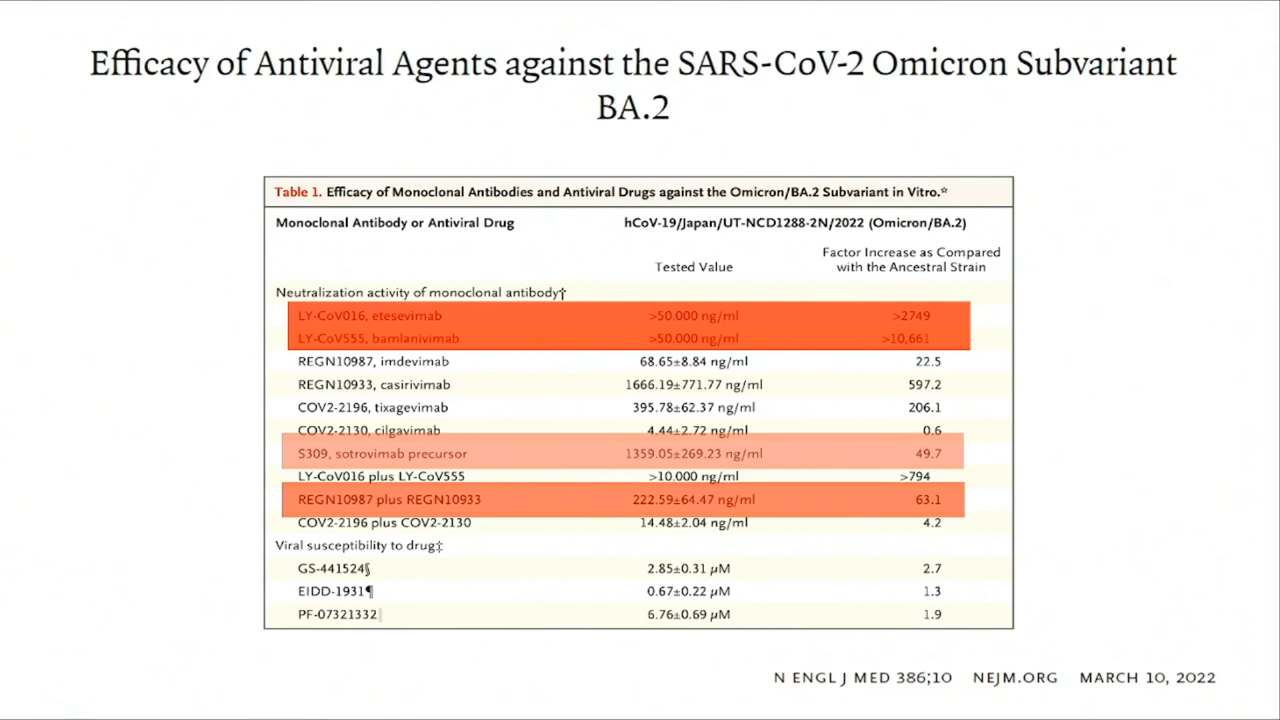 Efficacy of Antiviral Agents against the SARS-CoV-2 Omicron Subvariant
BA.2
Table 1. Efficacy of Monoclonal Antibodies and Antiviral Drugs against the Omicron/BA.2 Subvariant in Vitro.*
Monoclonal Antibody or Antiviral Drug hCoV-19/Japan/UT-NCD1288-2N/2022 (Omicron/BA.2)
Tested Value Factor Increase as Compared
with the Ancestral Strain
Neutralization activity of monoclonal antibody†
LY-CoV016, etesevimab >50.000 ng/ml >2749
LY-CoV555, bamlanivimab >50.000 ng/ml >10,661
REGN10987, imdevimab 68.65±8.84 ng/ml 22.5
REGN10933, casirivimab 1666.19±771.77 ng/ml 597.2
COV2-2196, tixagevimab 395.78±62.37 ng/ml 206.1
COV2-2130, cilgavimab 4.44±2.72 ng/ml 0.6
S309, sotrovimab precursor 1359.05±269.23 ng/ml 49.7
LY-CoV016 plus LY-CoV555 >10.000 ng/ml >794
REGN10987 plus REGN10933 222.59±64.47 ng/ml 63.1
COV2-2196 plus COV2-2130 14.48±2.04 ng/ml 4.2
Viral susceptibility to drug‡
GS-441524§ 2.85±0.31 µM 2.7
EIDD-1931¶ 0.67±0.22 µM 1.3
PF-07321332‖ 6.76±0.69 µM 1.9
N ENGL J MED 386;10 NEJM.ORG MARCH 10, 2022